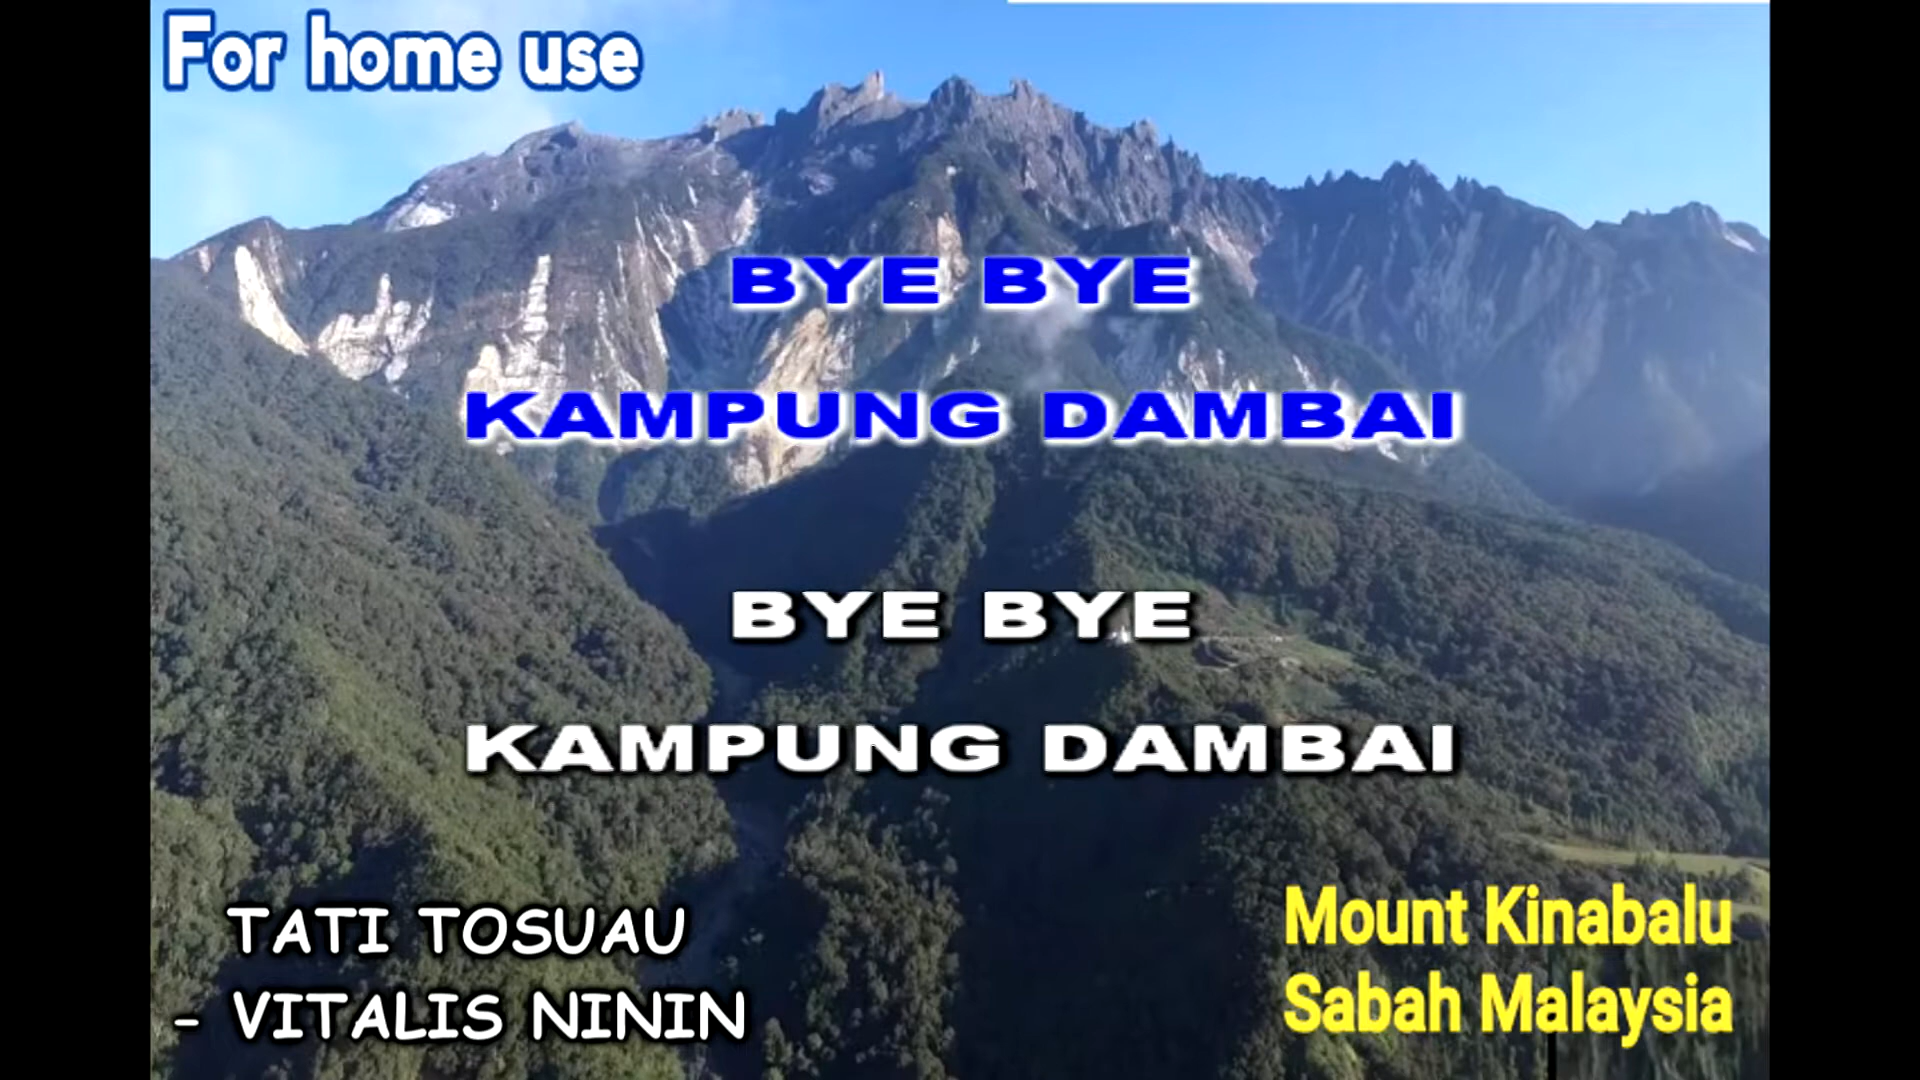 For home use
BYE BYE
KAMPUNG DAMBAI
BYE BYE
KAMPUNG DAMBAI
TATI TOSUAU
- VITALIS NININ
Mount Kinabalu
Sabah Malaysia